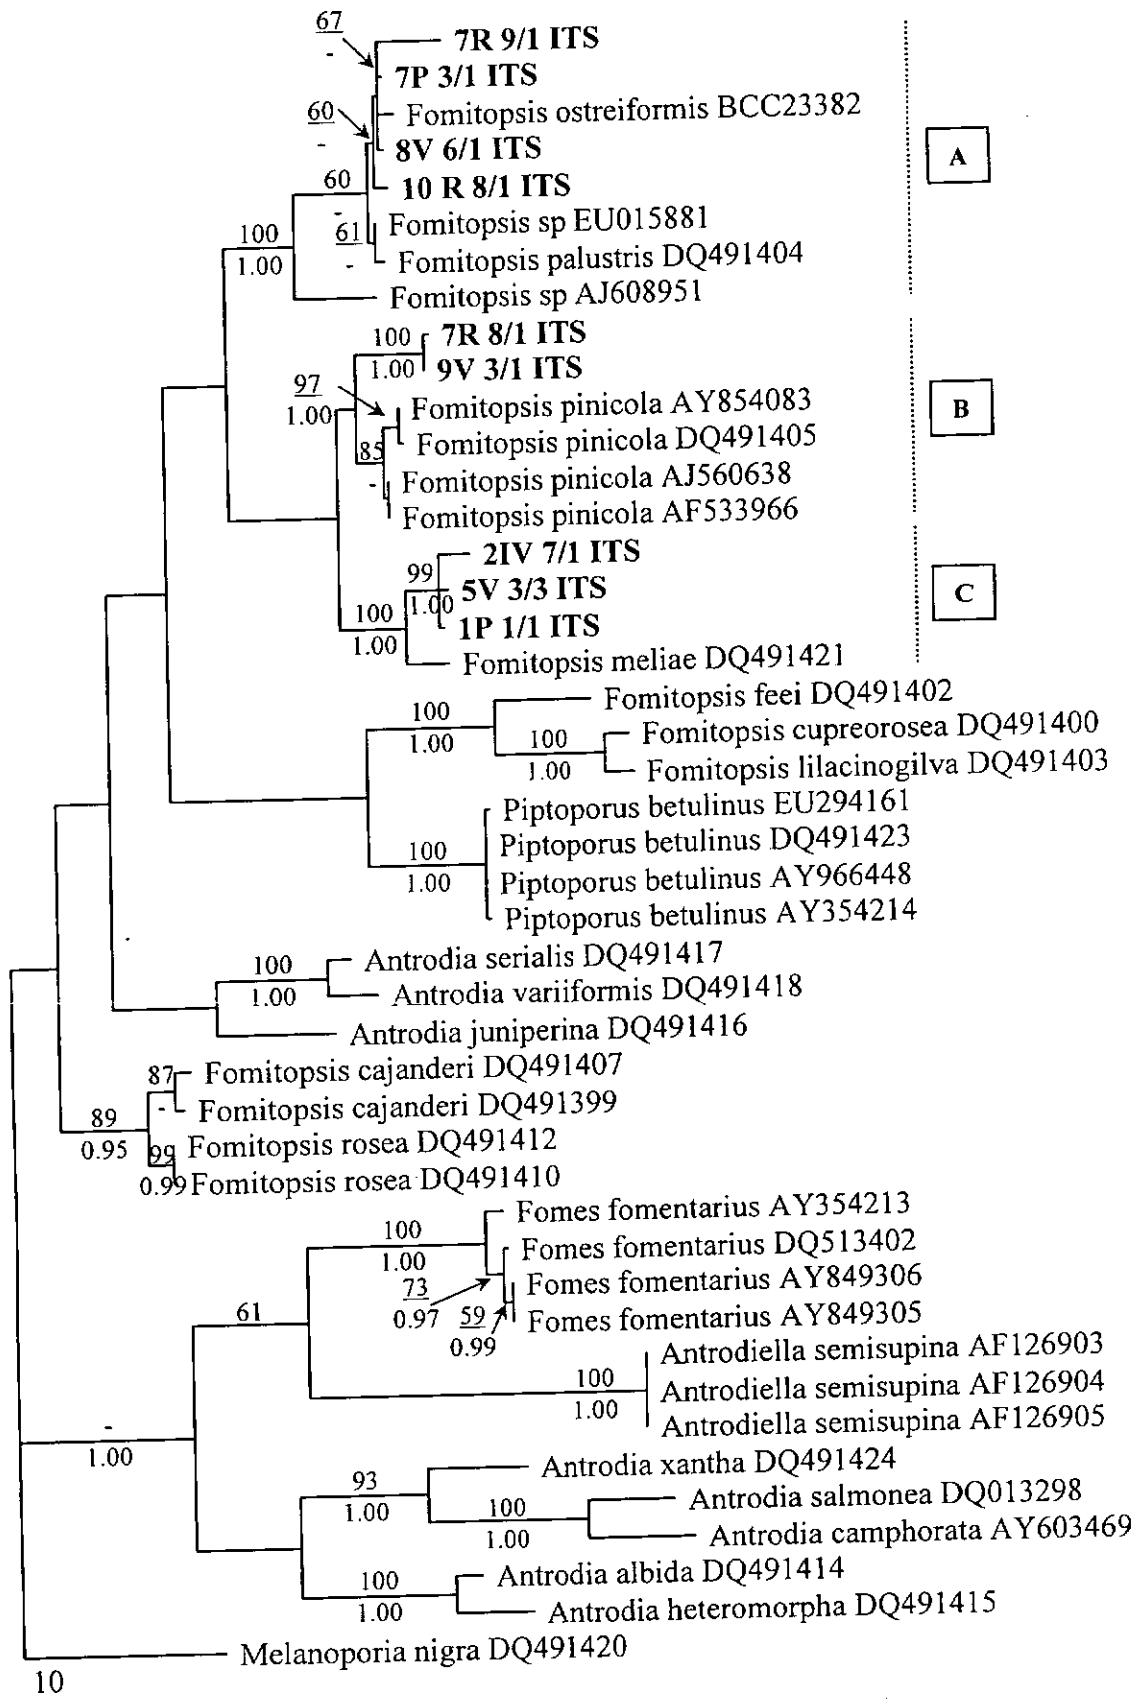 67
-
7R 9/1 ITS
7P 3/1 ITS
Fomitopsis ostreiformis BCC23382
60
-
8V 6/1 ITS
A
60
-
10 R 8/1 ITS
Fomitopsis sp EU015881
61
-
Fomitopsis palustris DQ491404
100
1.00
Fomitopsis sp AJ608951
100
1.00
7R 8/1 ITS
9V 3/1 ITS
97
1.00
Fomitopsis pinicola AY854083
B
Fomitopsis pinicola DQ491405
85
-
Fomitopsis pinicola AJ560638
Fomitopsis pinicola AF533966
2IV 7/1 ITS
99
1.00
5V 3/3 ITS
C
100
1.00
1P 1/1 ITS
Fomitopsis meliae DQ491421
Fomitopsis feei DQ491402
100
1.00
Fomitopsis cupreorosea DQ491400
100
1.00
Fomitopsis lilacinogilva DQ491403
Piptoporus betulinus EU294161
Piptoporus betulinus DQ491423
100
1.00
Piptoporus betulinus AY966448
Piptoporus betulinus AY354214
Antrodia serialis DQ491417
100
1.00
Antrodia variiformis DQ491418
Antrodia juniperina DQ491416
87
-
Fomitopsis cajanderi DQ491407
Fomitopsis cajanderi DQ491399
89
0.95
99
0.99
Fomitopsis rosea DQ491412
Fomitopsis rosea DQ491410
Fomes fomentarius AY354213
100
1.00
Fomes fomentarius DQ513402
73
0.97
Fomes fomentarius AY849306
59
0.99
Fomes fomentarius AY849305
61
Antrodiella semisupina AF126903
100
1.00
Antrodiella semisupina AF126904
Antrodiella semisupina AF126905
-
1.00
Antrodia xantha DQ491424
93
1.00
Antrodia salmonea DQ013298
100
1.00
Antrodia camphorata AY603469
Antrodia albida DQ491414
100
1.00
Antrodia heteromorpha DQ491415
Melanoporia nigra DQ491420
10